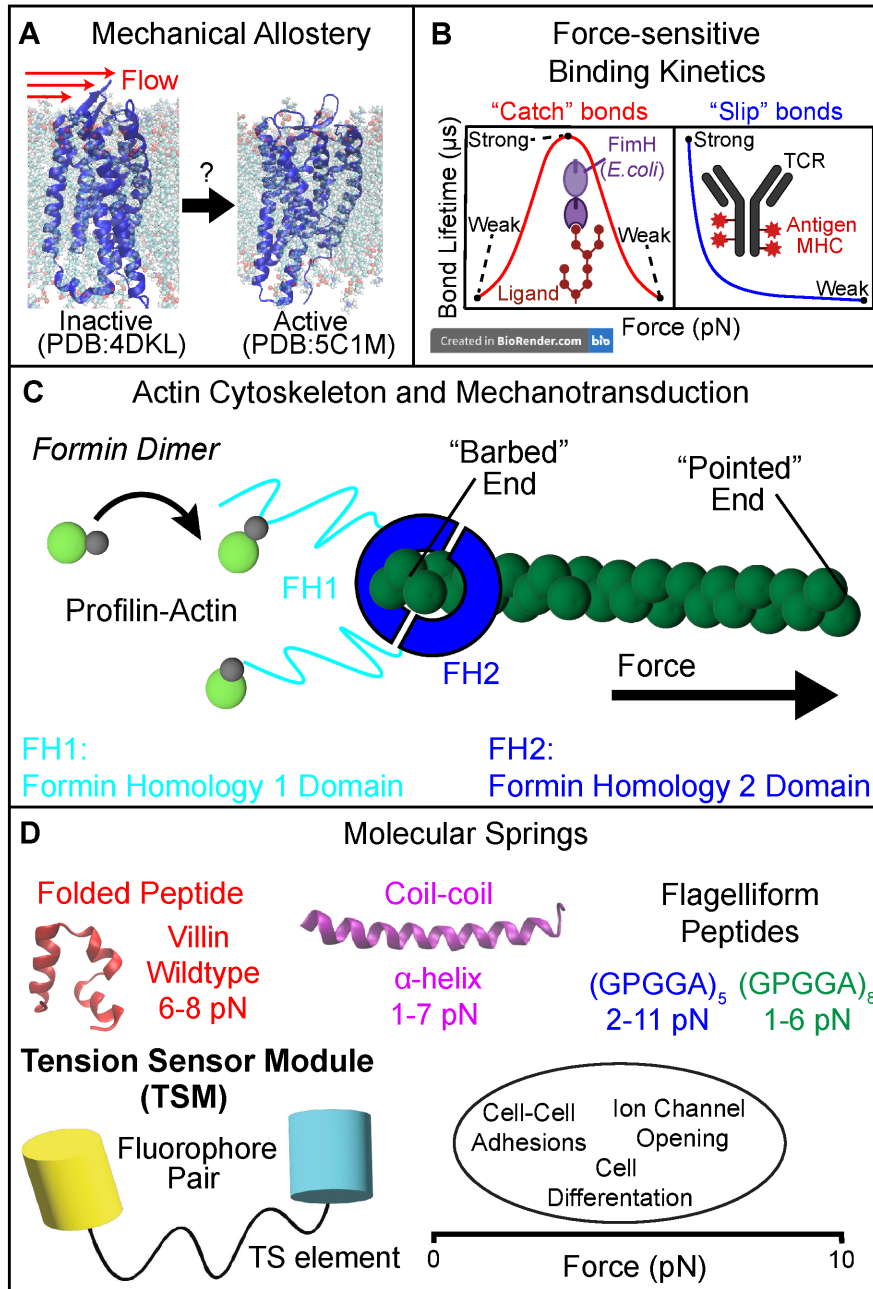 A
Mechanical Allostery
Flow
?
Inactive
(PDB:4DKL)
Active
(PDB:5C1M)
B
Force-sensitive
Binding Kinetics
“Catch” bonds
“Slip” bonds
Bond Lifetime (µs)
Strong
Weak
Weak
FimH
(E.coli)
Ligand
Strong
TCR
Antigen
MHC
Weak
Force (pN)
Created in BioRender.com bio
C
Actin Cytoskeleton and Mechanotransduction
Formin Dimer
“Barbed”
End
“Pointed”
End
Profilin-Actin
FH1
FH2
Force
FH1:
Formin Homology 1 Domain
FH2:
Formin Homology 2 Domain
D
Molecular Springs
Folded Peptide
Villin
Wildtype
6-8 pN
Coil-coil
α-helix
1-7 pN
Flagelliform
Peptides
(GPGGA)5
2-11 pN
(GPGGA)8
1-6 pN
Tension Sensor Module
(TSM)
Fluorophore
Pair
TS element
Cell-Cell
Adhesions
Ion Channel
Opening
Cell
Differentation
0
10
Force (pN)